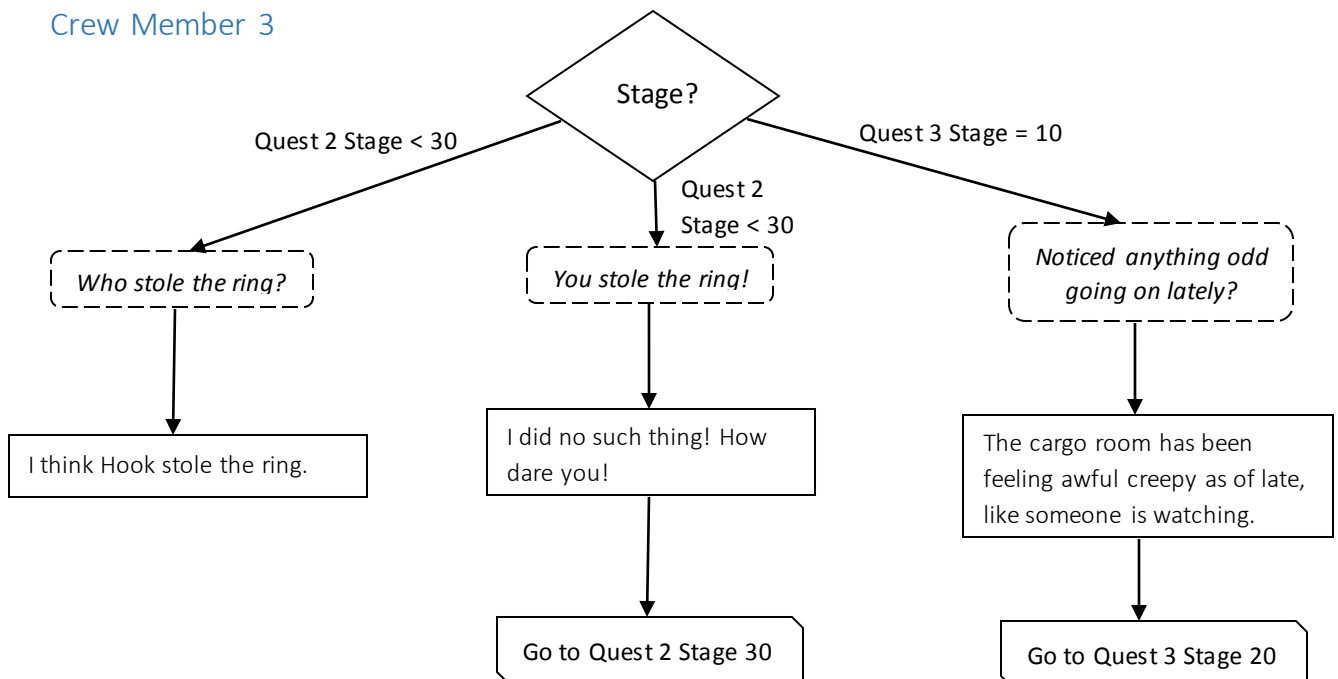 Crew Member 3
Stage?
Quest 2 Stage < 30
Quest 3 Stage = 10
Quest 2
Stage < 30
Who stole the ring?
You stole the ring!
Noticed anything odd
going on lately?
I think Hook stole the ring.
I did no such thing! How
dare you!
The cargo room has been
feeling awful creepy as of late,
like someone is watching.
Go to Quest 2 Stage 30
Go to Quest 3 Stage 20